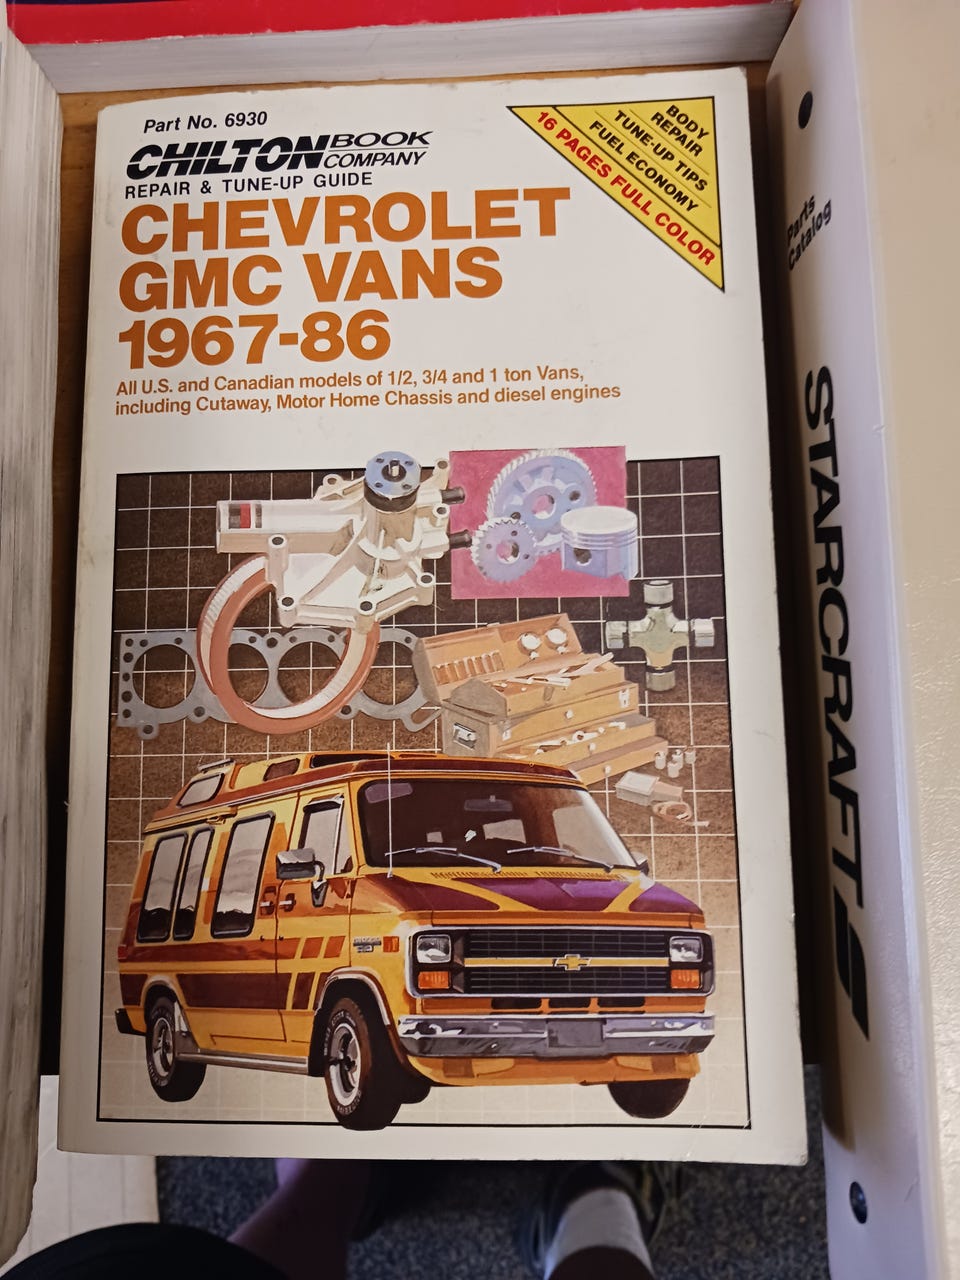 Part No. 6930
CHILTON BOOK COMPANY
REPAIR & TUNE-UP GUIDE
CHEVROLET
GMC VANS
1967-86
All U.S. and Canadian models of 1/2, 3/4 and 1 ton Vans,
including Cutaway, Motor Home Chassis and diesel engines
BODY
REPAIR
TUNE-UP TIPS
FUEL ECONOMY
16 PAGES FULL COLOR
Parts
Catalog
STARCRAFT